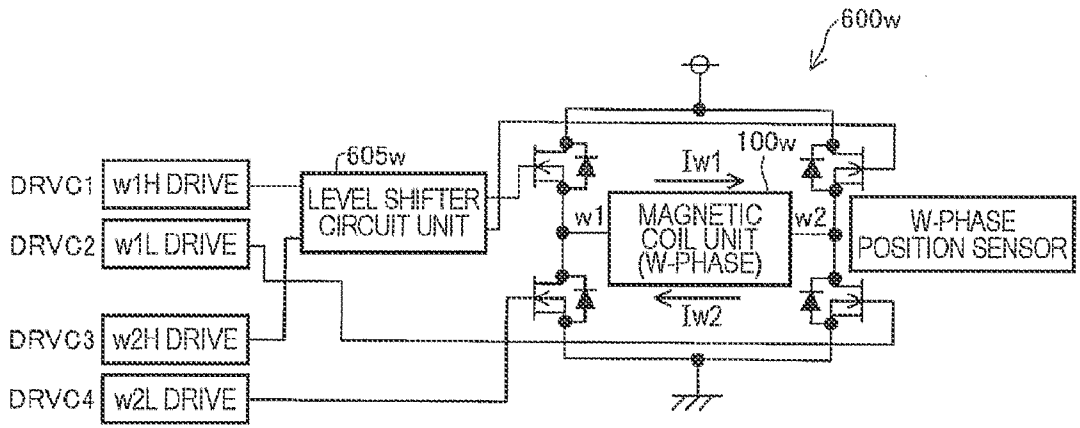 600w
605w
100w
DRVC1
w1H DRIVE
LEVEL SHIFTER
CIRCUIT UNIT
Iw1
w1
MAGNETIC
COIL UNIT
(W-PHASE)
w2
W-PHASE
POSITION SENSOR
DRVC2
w1L DRIVE
Iw2
DRVC3
w2H DRIVE
DRVC4
w2L DRIVE